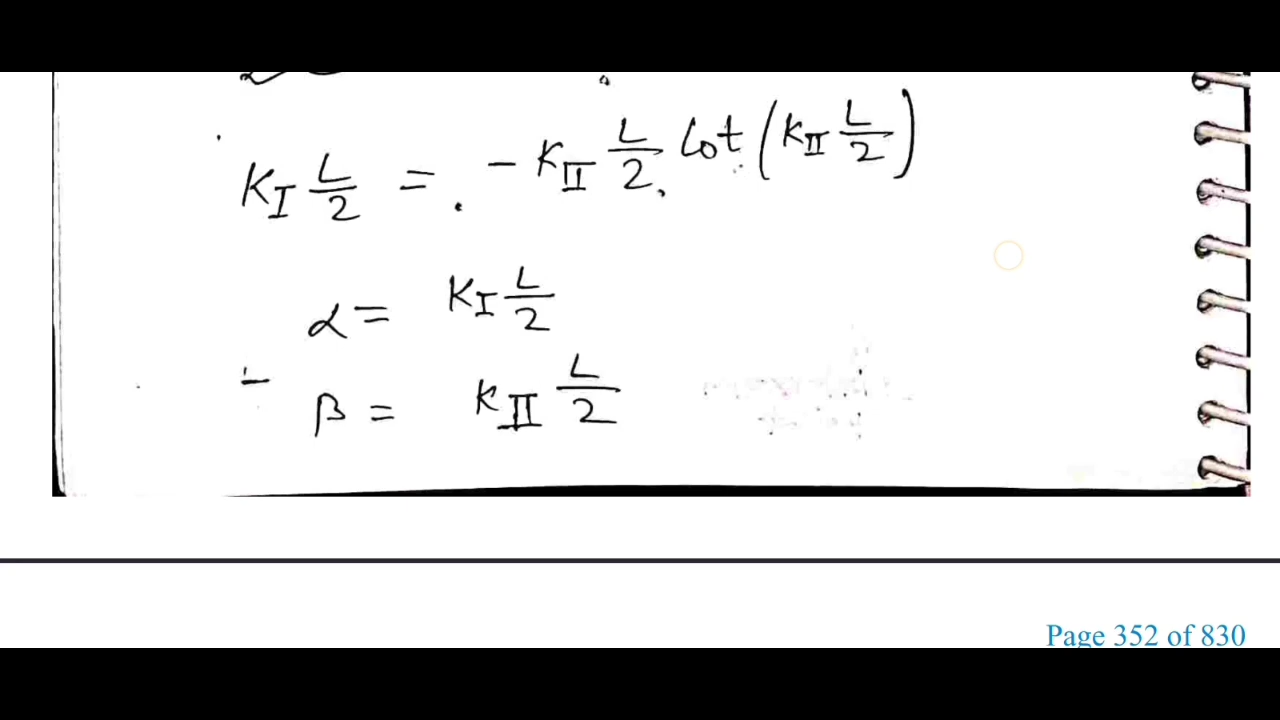 K_I L/2 = - K_II L/2 Cot (K_II L/2)
α = K_I L/2
β = K_II L/2
Page 352 of 830